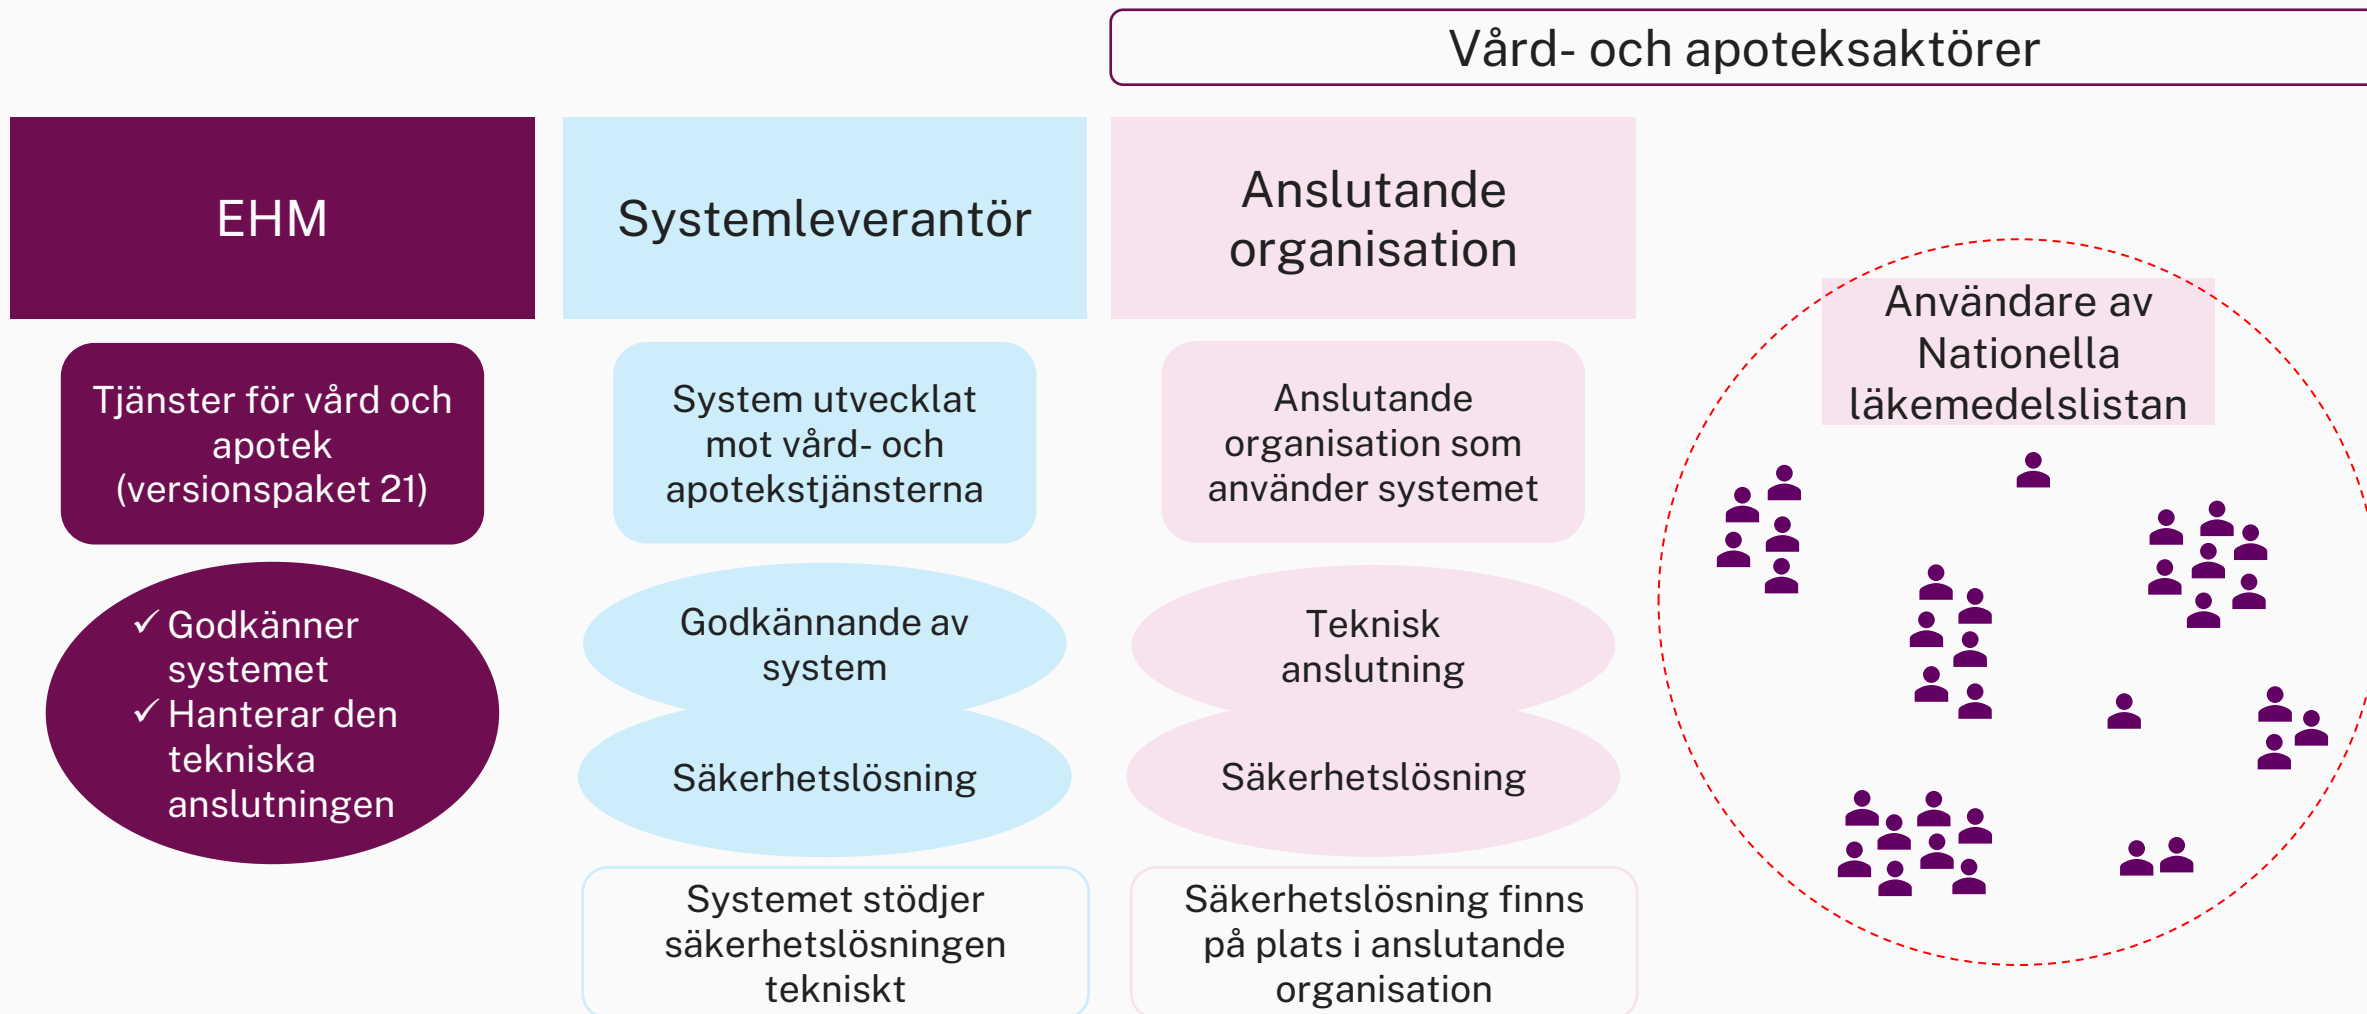 Vård- och apoteksaktörer
EHM
Tjänster för vård och
apotek
(versionspaket 21)
✓ Godkänner
systemet
✓ Hanterar den
tekniska
anslutningen
Systemleverantör
System utvecklat
mot vård- och
apotekstjänsterna
Godkännande av
system
Säkerhetslösning
Systemet stödjer
säkerhetslösningen
tekniskt
Anslutande
organisation
Anslutande
organisation som
använder systemet
Teknisk
anslutning
Säkerhetslösning
Säkerhetslösning finns
på plats i anslutande
organisation
Användare av
Nationella
läkemedelslistan